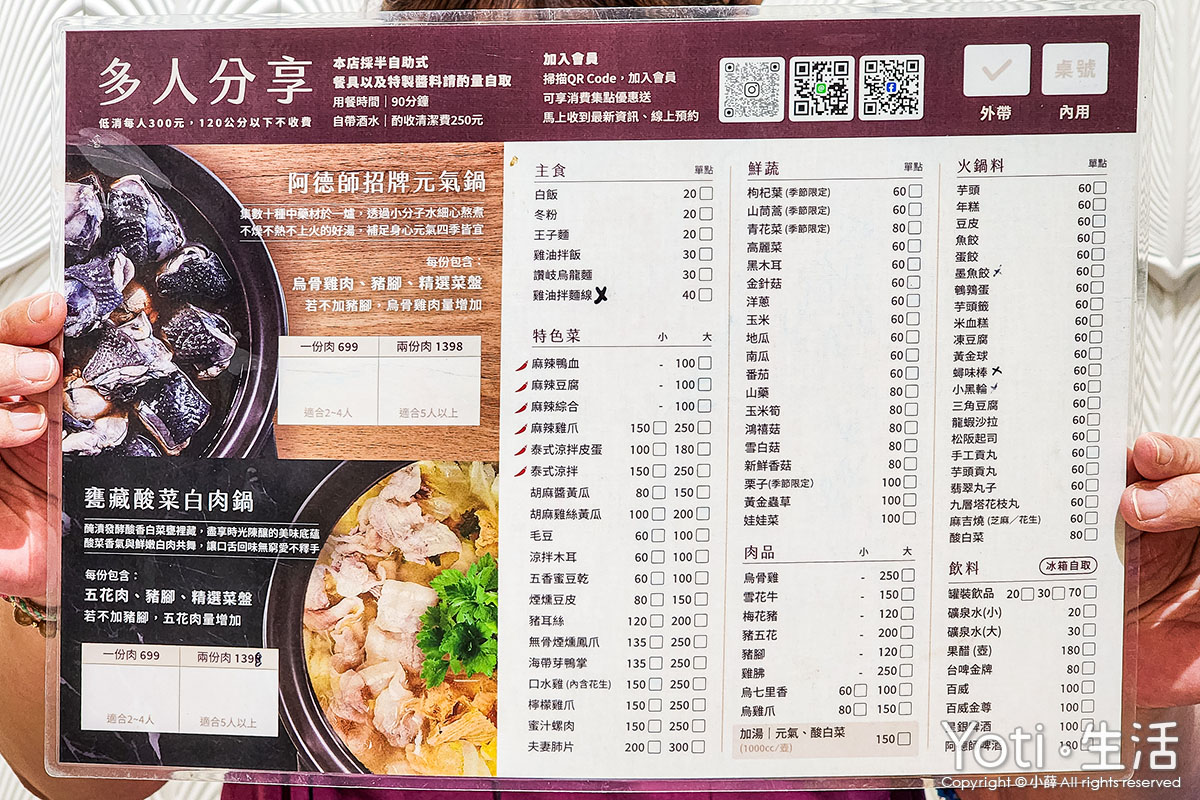 多人分享
低消每人300元，120公分以下不收費
本店採半自助式
餐具以及特製醬料請酌量自取
用餐時間｜90分鐘
自帶酒水｜酌收清潔費250元
加入會員
掃描QR Code，加入會員
可享消費集點優惠送
馬上收到最新資訊、線上預約
外帶
桌號
內用
阿德師招牌元氣鍋
集數十種中藥材於一爐，透過小分子水細心熬煮
不燥不熱不上火的好湯，補足身心元氣四季皆宜
每份包含：
烏骨雞肉、豬腳、精選菜盤
若不加豬腳，烏骨雞肉量增加
一份肉 699 兩份肉 1398
適合2~4人 適合5人以上
甕藏酸菜白肉鍋
醃漬發酵酸香白菜甕裡藏，盡享時光陳釀的美味底蘊
酸菜香氣與鮮嫩白肉共舞，讓口舌回味無窮愛不釋手
每份包含：
五花肉、豬腳、精選菜盤
若不加豬腳，五花肉量增加
一份肉 699 兩份肉 1398
適合2~4人 適合5人以上
主食 單點
白飯 20
冬粉 20
王子麵 20
雞油拌飯 30
讚岐烏龍麵 30
雞油拌麵線 40
特色菜 小 大
麻辣鴨血 - 100
麻辣豆腐 - 100
麻辣綜合 - 100
麻辣雞爪 150 250
泰式涼拌皮蛋 100 180
泰式涼拌 150 250
胡麻醬黃瓜 80 150
胡麻雞絲黃瓜 100 200
毛豆 60 100
涼拌木耳 60 100
五香蜜豆乾 60 100
煙燻豆皮 80 150
豬耳絲 120 200
無骨煙燻鳳爪 135 250
海帶芽鴨掌 135 250
口水雞 (內含花生) 150 250
檸檬雞爪 150 250
蜜汁螺肉 150 250
夫妻肺片 200 300
鮮蔬 單點
枸杞葉 (季節限定) 60
山茼蒿 (季節限定) 60
青花菜 (季節限定) 80
高麗菜 60
黑木耳 60
金針菇 60
洋蔥 60
玉米 60
地瓜 60
南瓜 60
番茄 60
山藥 80
玉米筍 80
鴻禧菇 80
雪白菇 80
新鮮香菇 80
栗子(季節限定) 100
黃金蟲草 100
娃娃菜 100
肉品 小 大
烏骨雞 - 250
雪花牛 - 150
梅花豬 - 120
豬五花 - 200
豬腳 - 120
雞胇 - 250
烏七里香 60 100
烏雞爪 80 150
加湯｜元氣、酸白菜 150
(1000cc/壺)
火鍋料 單點
芋頭 60
年糕 60
豆皮 60
魚餃 60
蛋餃 60
墨魚餃 60
鵪鶉蛋 60
芋頭籤 60
米血糕 60
凍豆腐 60
黃金球 60
蟳味棒 60
小黑輪 60
三角豆腐 60
龍蝦沙拉 60
松阪起司 60
手工貢丸 60
芋頭貢丸 60
翡翠丸子 60
九層塔花枝丸 60
麻吉燒 (芝麻／花生) 60
酸白菜 80
飲料 冰箱自取
罐裝飲品 20 30 70
礦泉水(小) 20
礦泉水(大) 30
果醋 (壺) 180
台啤金牌 80
百威 100
百威金尊 100
黑銀啤酒 100
阿德師啤酒 180
Yoti·生活
Copyright © 小薛 All rights reserved